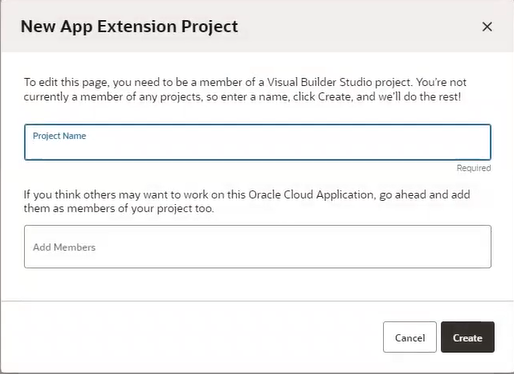 New App Extension Project
To edit this page, you need to be a member of a Visual Builder Studio project. You're not
currently a member of any projects, so enter a name, click Create, and we'll do the rest!
Project Name
Required
If you think others may want to work on this Oracle Cloud Application, go ahead and add
them as members of your project too.
Add Members
Cancel
Create